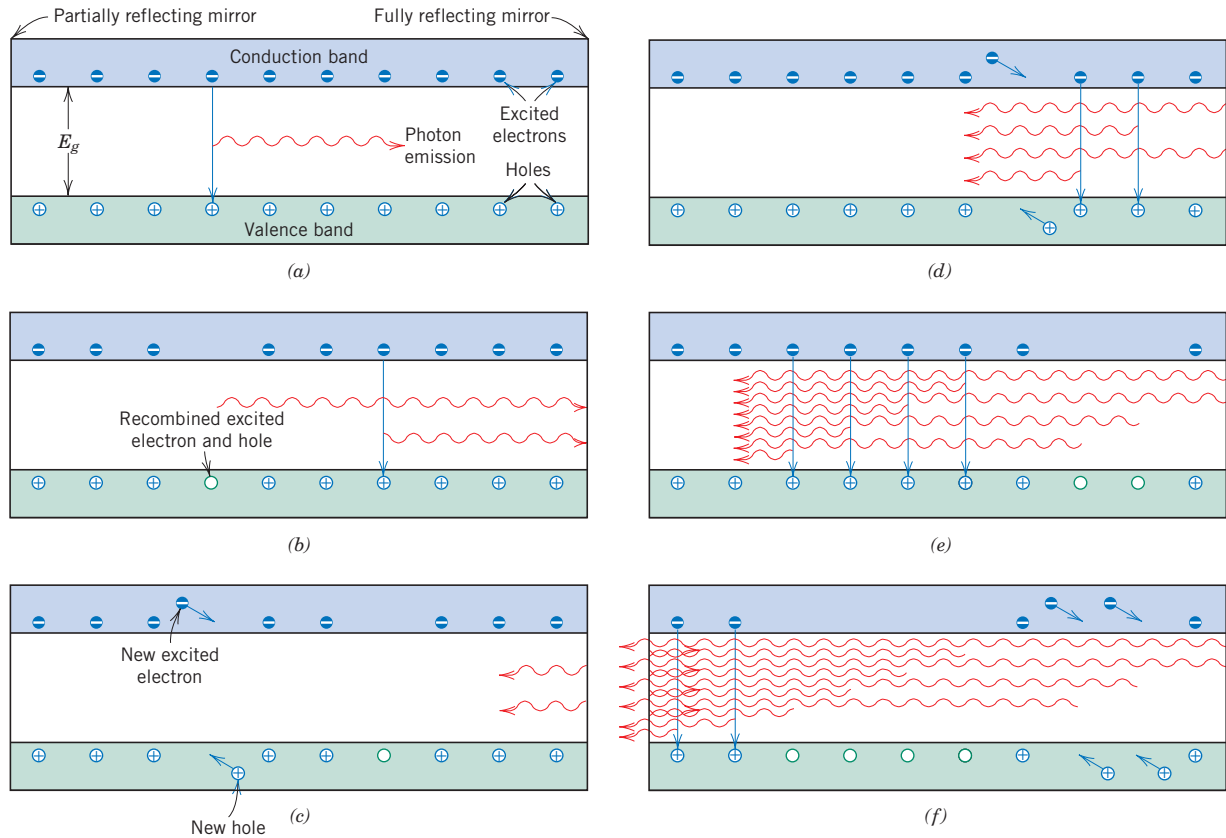 Partially reflecting mirror
Fully reflecting mirror
Conduction band
E_g
Excited
electrons
Photon
emission
Holes
Valence band
(a)
(d)
Recombined excited
electron and hole
(b)
(e)
New excited
electron
New hole
(c)
(f)